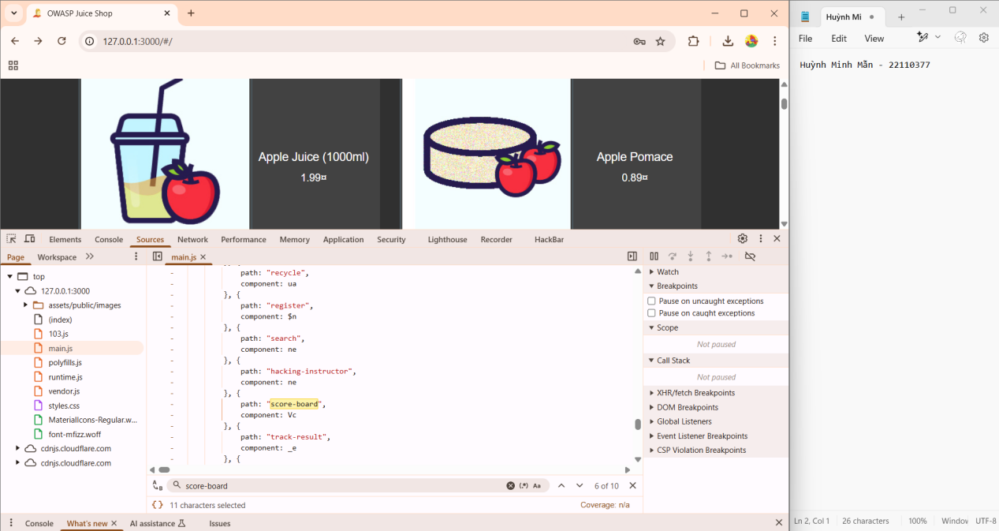 OWASP Juice Shop
Huỳnh Mi
127.0.0.1:3000/#/
File Edit View
All Bookmarks
Huỳnh Minh Mẫn - 22110377
Apple Juice (1000ml)
1.99¤
Apple Pomace
0.89¤
Elements Console Sources Network Performance Memory Application Security Lighthouse Recorder HackBar
Page Workspace
main.js
top
127.0.0.1:3000
assets/public/images
(index)
103.js
main.js
polyfills.js
runtime.js
vendor.js
styles.css
MaterialIcons-Regular.w...
font-mfizz.woff
cdnjs.cloudflare.com
cdnjs.cloudflare.com
path: "recycle",
component: ua
}, {
path: "register",
component: $n
}, {
path: "search",
component: ne
}, {
path: "hacking-instructor",
component: ne
}, {
path: "score-board",
component: Vc
}, {
path: "track-result",
component: _e
}, {
score-board
(.*) Aa
6 of 10
{ } 11 characters selected
Coverage: n/a
Watch
Breakpoints
Pause on uncaught exceptions
Pause on caught exceptions
Scope
Not paused
Call Stack
Not paused
XHR/fetch Breakpoints
DOM Breakpoints
Global Listeners
Event Listener Breakpoints
CSP Violation Breakpoints
Console What's new AI assistance Issues
Ln 2, Col 1 26 characters 100% Window UTF-8